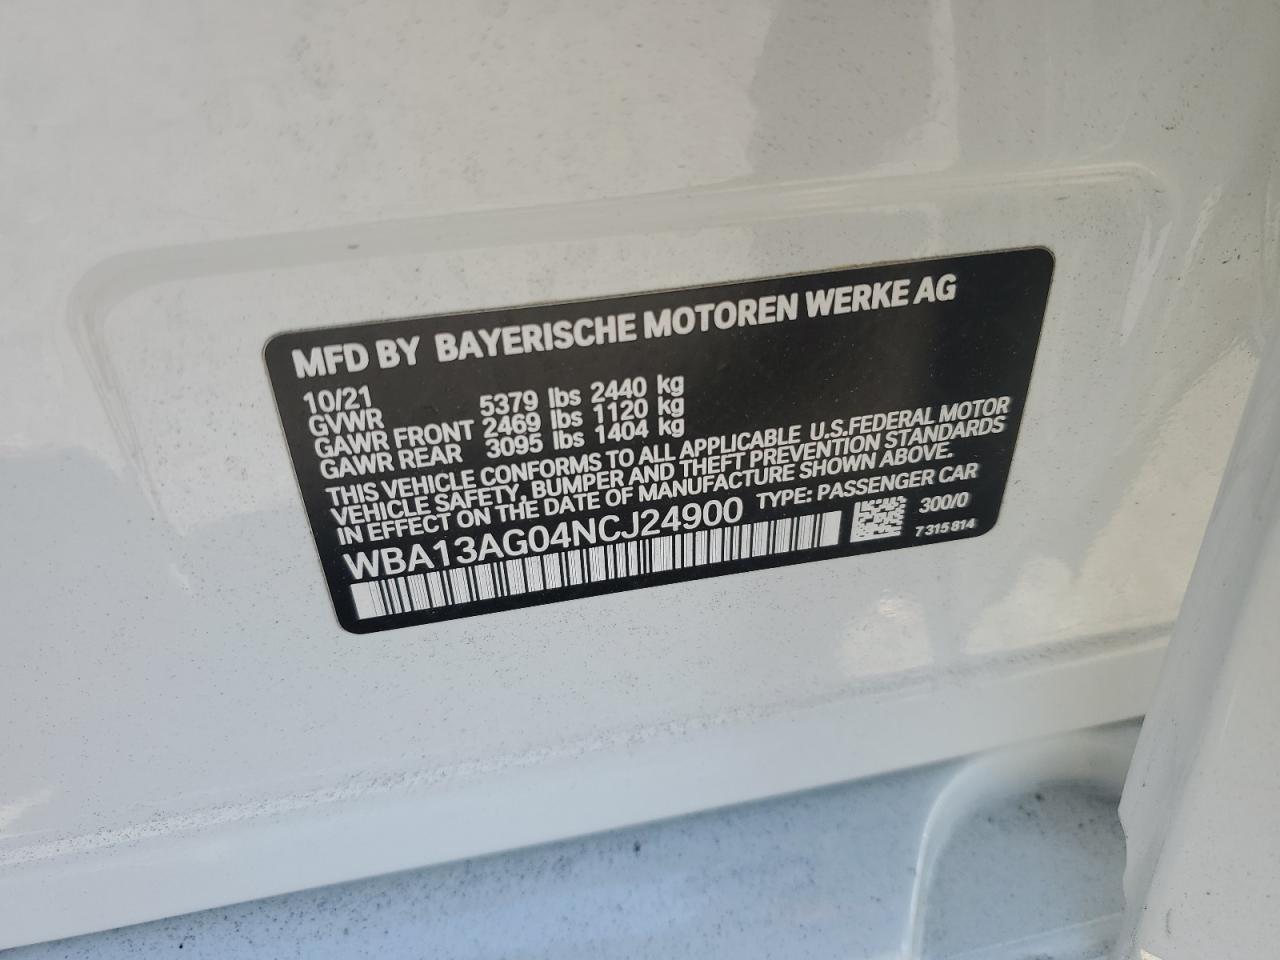 MFD BY BAYERISCHE MOTOREN WERKE AG
10/21
GVWR 5379 lbs 2440 kg
GAWR FRONT 2469 lbs 1120 kg
GAWR REAR 3095 lbs 1404 kg
THIS VEHICLE CONFORMS TO ALL APPLICABLE U.S.FEDERAL MOTOR
VEHICLE SAFETY, BUMPER AND THEFT PREVENTION STANDARDS
IN EFFECT ON THE DATE OF MANUFACTURE SHOWN ABOVE.
WBA13AG04NCJ24900 TYPE: PASSENGER CAR
300/0
7 315 814